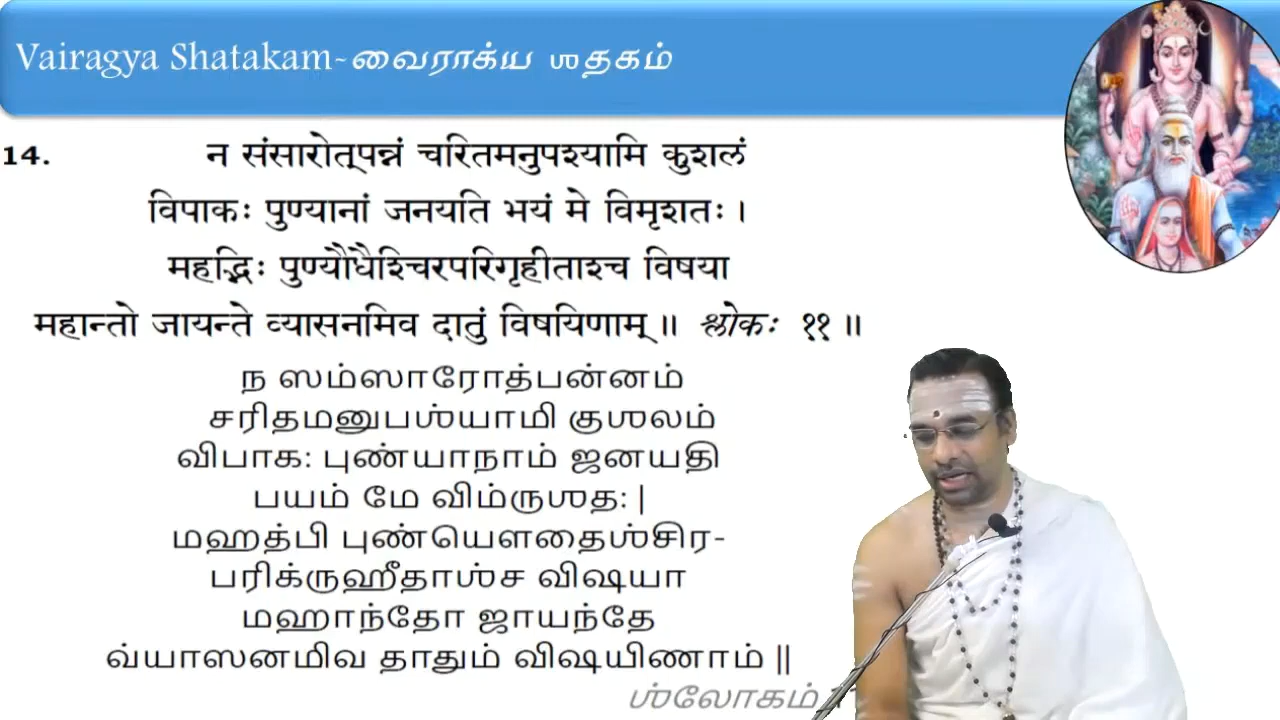 Vairagya Shatakam-வைராக்ய ஶதகம்
14. न संसारोत्पन्नं चरितमनुपश्यामि कुशलं
विपाकः पुण्यानां जनयति भयं मे विमृशतः ।
महद्भिः पुण्यौघैश्चिरपरिगृहीताश्च विषया
महान्तो जायन्ते व्यासनमिव दातुं विषयिणाम् ॥ श्लोकः ११ ॥
ந ஸம்ஸாரோத்பன்னம்
சரிதமனுபஶ்யாமி குஶலம்
விபாக: புண்யாநாம் ஜனயதி
பயம் மே விம்ருஶத: |
மஹத்பி புண்யௌதைஶ்சிர-
பரிக்ருஹீதாஶ்ச விஷயா
மஹாந்தோ ஜாயந்தே
வ்யாஸனமிவ தாதும் விஷயிணாம் ||
ஶ்லோகம்